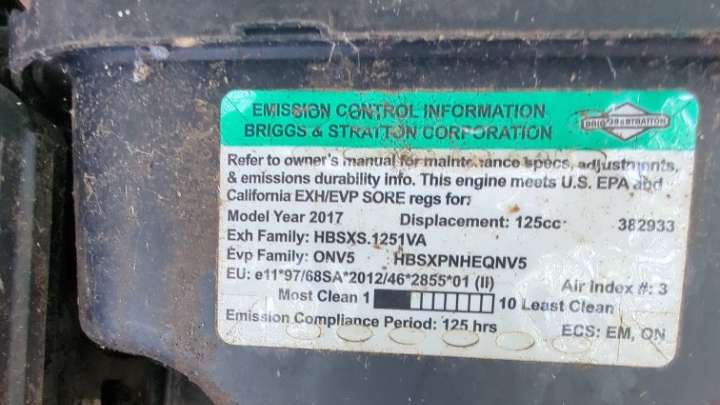 EMISSION CONTROL INFORMATION
BRIGGS & STRATTON CORPORATION
BRIGGS & STRATTON
Refer to owner's manual for maintenance specs, adjustments,
& emissions durability info. This engine meets U.S. EPA and
California EXH/EVP SORE regs for:
Model Year 2017 Displacement: 125cc 382933
Exh Family: HBSXS.1251VA
Evp Family: ONV5 HBSXPNHEQNV5
EU: e11*97/68SA*2012/46*2855*01 (II) Air Index #: 3
Most Clean 1 10 Least Clean
Emission Compliance Period: 125 hrs ECS: EM, ON